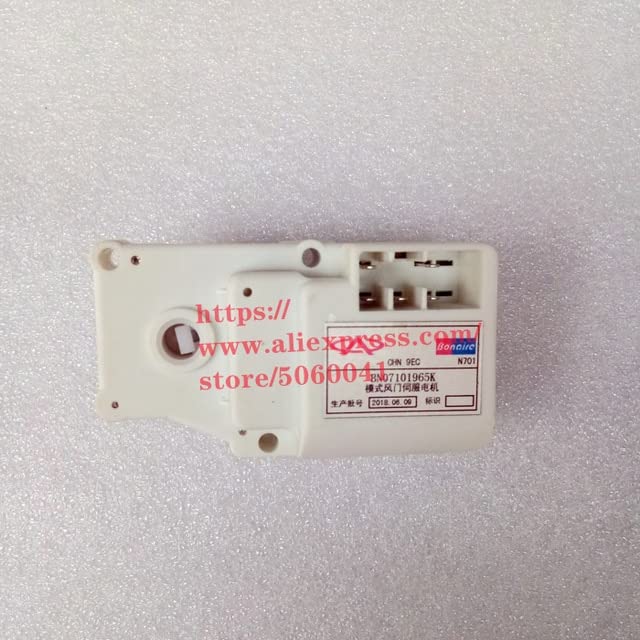 https://
www.aliexpress.com/
store/5060041
Bonaire
CHN 9EC
N701
8N07101965K
模式风门伺服电机
生产批号 2018.06.09 标识